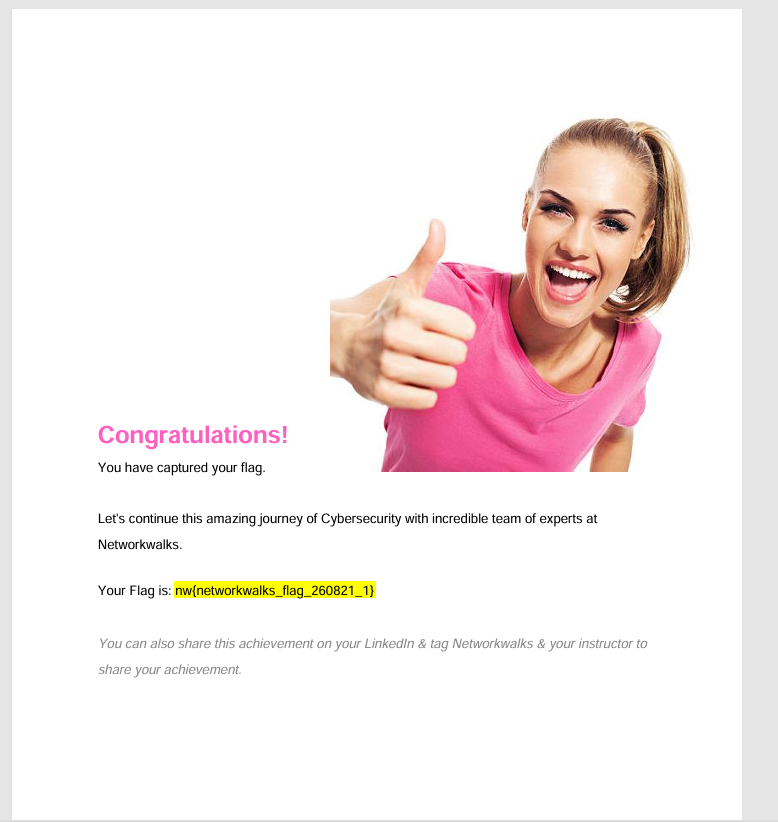 Congratulations!
You have captured your flag.
Let's continue this amazing journey of Cybersecurity with incredible team of experts at
Networkwalks.
Your Flag is: nw{networkwalks_flag_260821_1}
You can also share this achievement on your LinkedIn & tag Networkwalks & your instructor to
share your achievement.